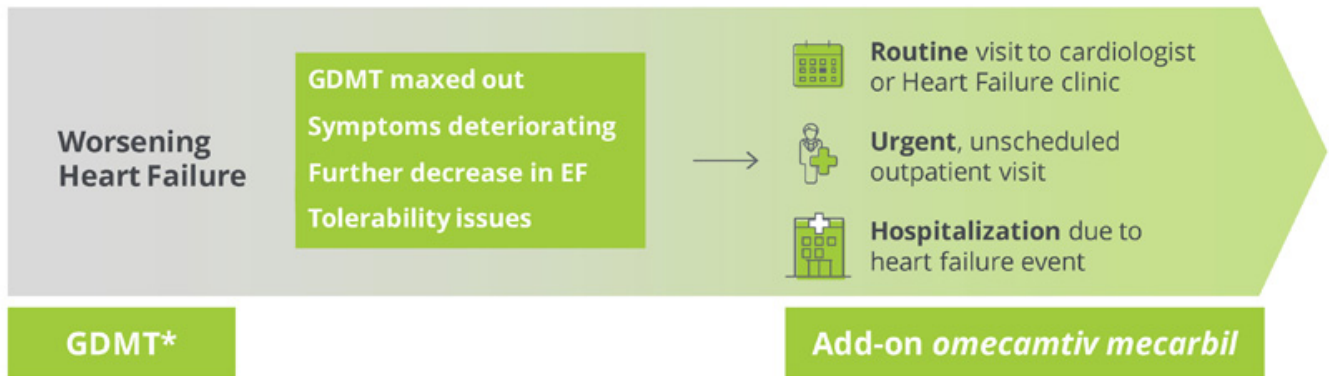 Worsening
Heart Failure
GDMT maxed out
Symptoms deteriorating
Further decrease in EF
Tolerability issues
Routine visit to cardiologist
or Heart Failure clinic
Urgent, unscheduled
outpatient visit
Hospitalization due to
heart failure event
GDMT*
Add-on omecamtiv mecarbil